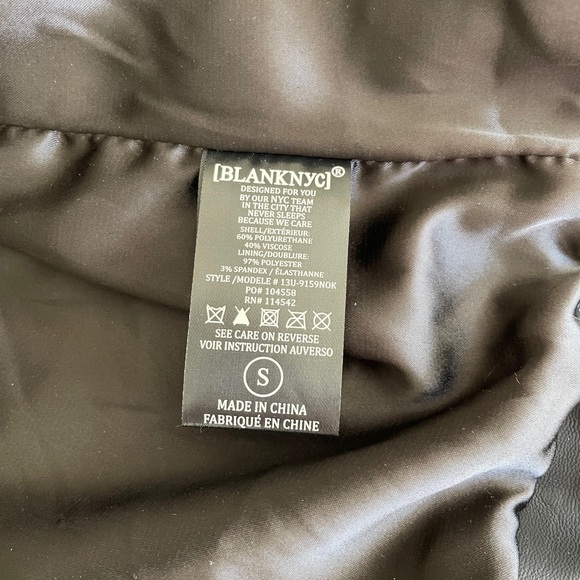 [BLANKNYC]®
DESIGNED FOR YOU
BY OUR NYC TEAM
IN THE CITY THAT
NEVER SLEEPS
BECAUSE WE CARE
SHELL/EXTÉRIEUR:
60% POLYURETHANE
40% VISCOSE
LINING/DOUBLURE:
97% POLYESTER
3% SPANDEX / ÉLASTHANNE
STYLE /MODELE # 13U-9159NOK
PO# 104558
RN# 114542
SEE CARE ON REVERSE
VOIR INSTRUCTION AUVERSO
S
MADE IN CHINA
FABRIQUÉ EN CHINE